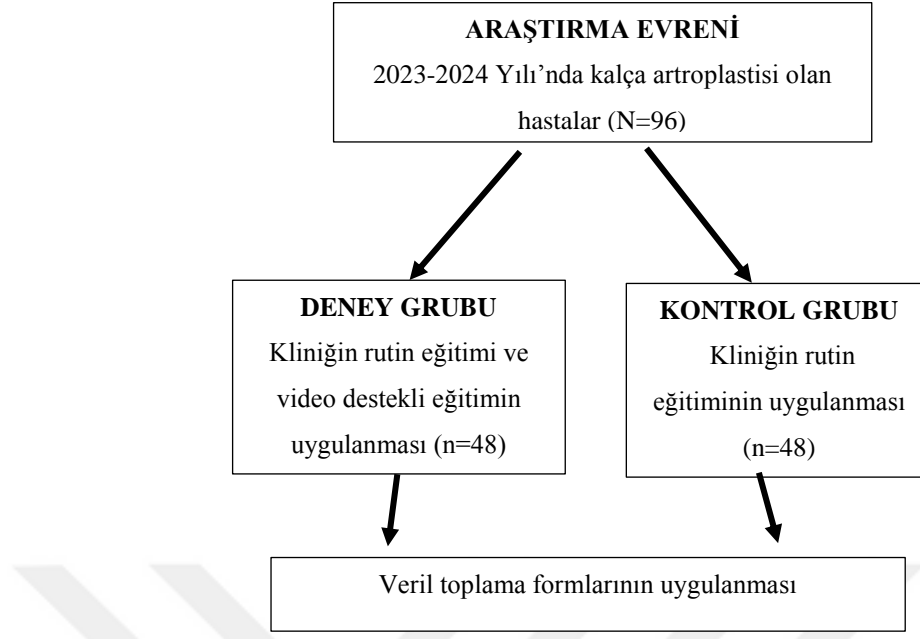 ARAŞTIRMA EVRENİ
2023-2024 Yılı’nda kalça artroplastisi olan
hastalar (N=96)
DENEY GRUBU
Kliniğin rutin eğitimi ve
video destekli eğitimin
uygulanması (n=48)
KONTROL GRUBU
Kliniğin rutin
eğitiminin uygulanması
(n=48)
Veril toplama formlarının uygulanması